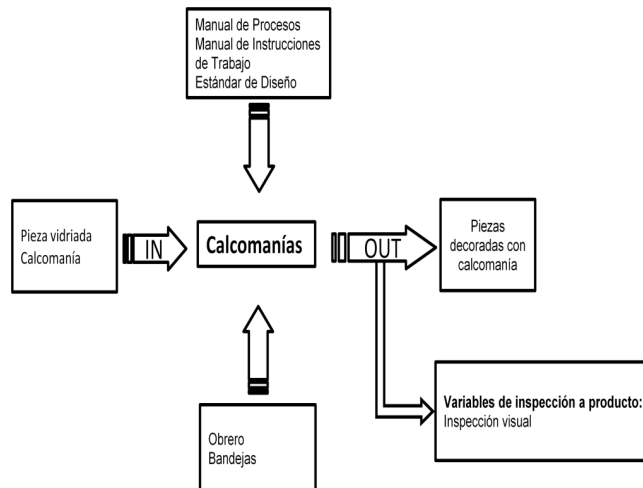 Manual de Procesos
Manual de Instrucciones
de Trabajo
Estándar de Diseño
Pieza vidriada
Calcomanía
IN
Calcomanías
OUT
Piezas
decoradas con
calcomanía
Variables de inspección a producto:
Inspección visual
Obrero
Bandejas